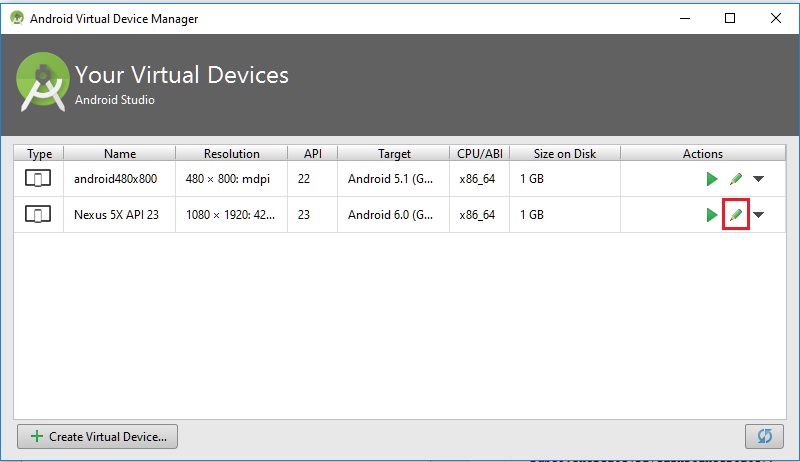 Android Virtual Device Manager
Your Virtual Devices
Android Studio
Type Name Resolution API Target CPU/ABI Size on Disk Actions
android480x800 480 × 800: mdpi 22 Android 5.1 (G... x86_64 1 GB
Nexus 5X API 23 1080 × 1920: 42... 23 Android 6.0 (G... x86_64 1 GB
Create Virtual Device...